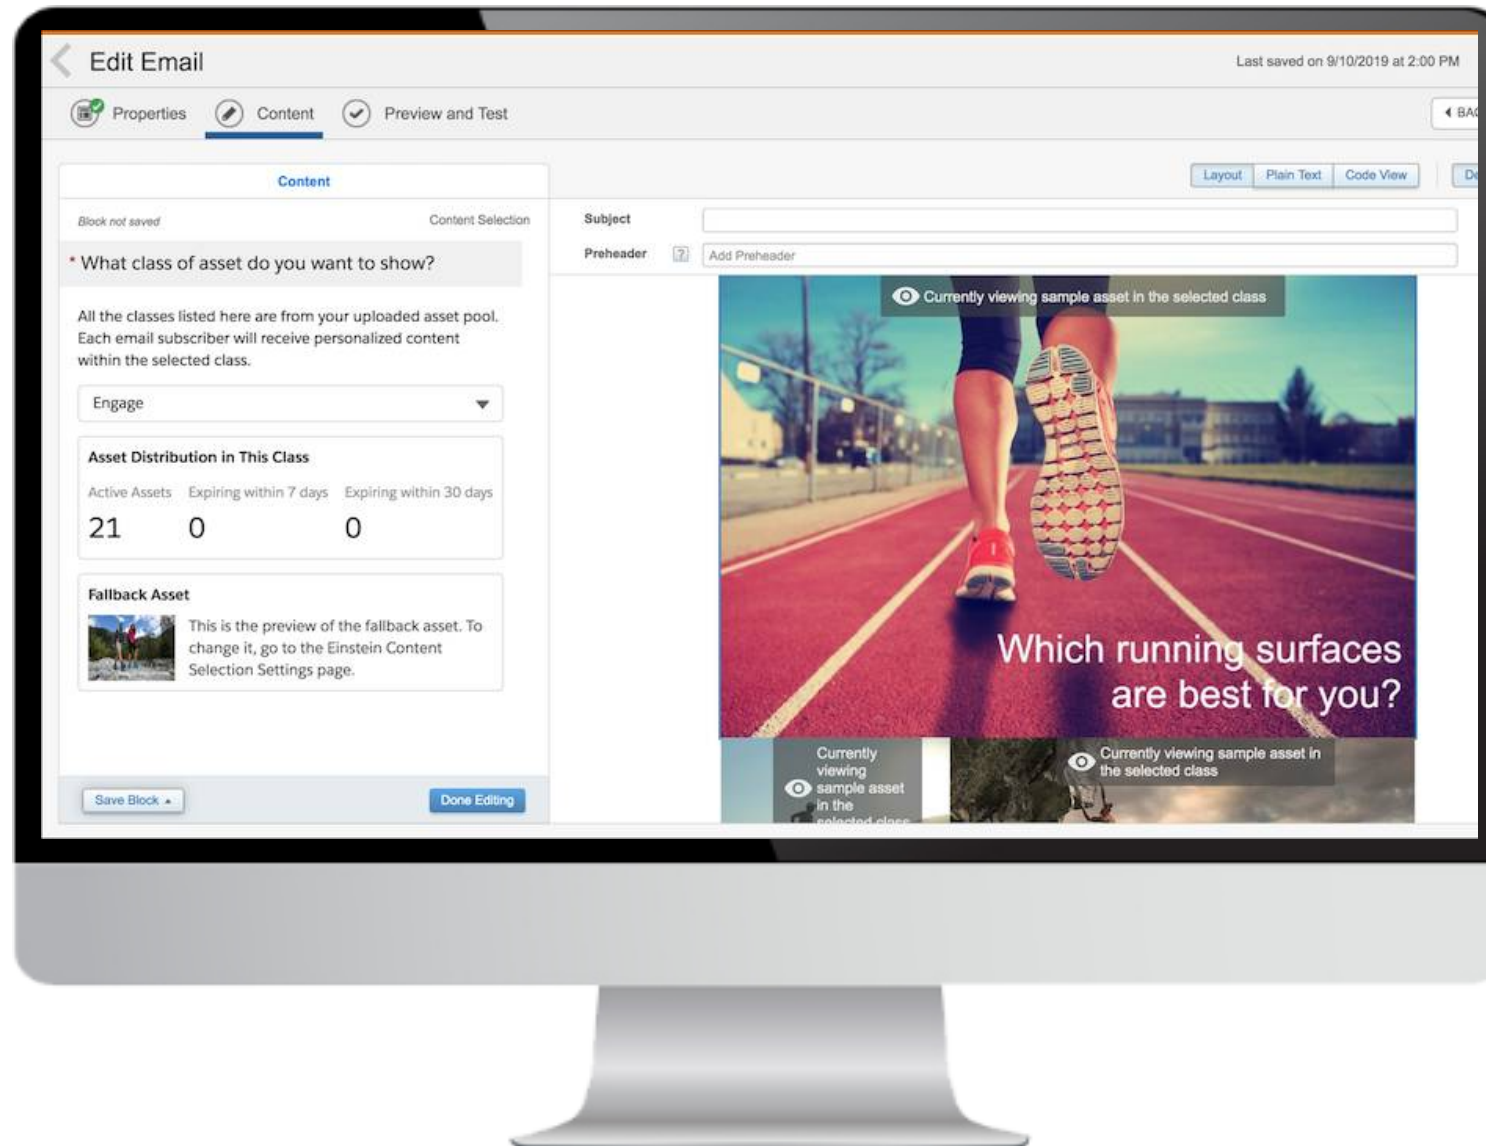 Edit Email
Last saved on 9/10/2019 at 2:00 PM
Properties
Content
Preview and Test
Content
Layout
Plain Text
Code View
Block not saved
Content Selection
Subject
* What class of asset do you want to show?
Preheader
?
Add Preheader
Currently viewing sample asset in the selected class
All the classes listed here are from your uploaded asset pool.
Each email subscriber will receive personalized content
within the selected class.
Engage
Asset Distribution in This Class
Active Assets
Expiring within 7 days
Expiring within 30 days
21
0
0
Fallback Asset
This is the preview of the fallback asset. To
change it, go to the Einstein Content
Selection Settings page.
Which running surfaces
are best for you?
Currently
viewing
sample asset
in the
selected class
Currently viewing sample asset in
the selected class
Save Block
Done Editing